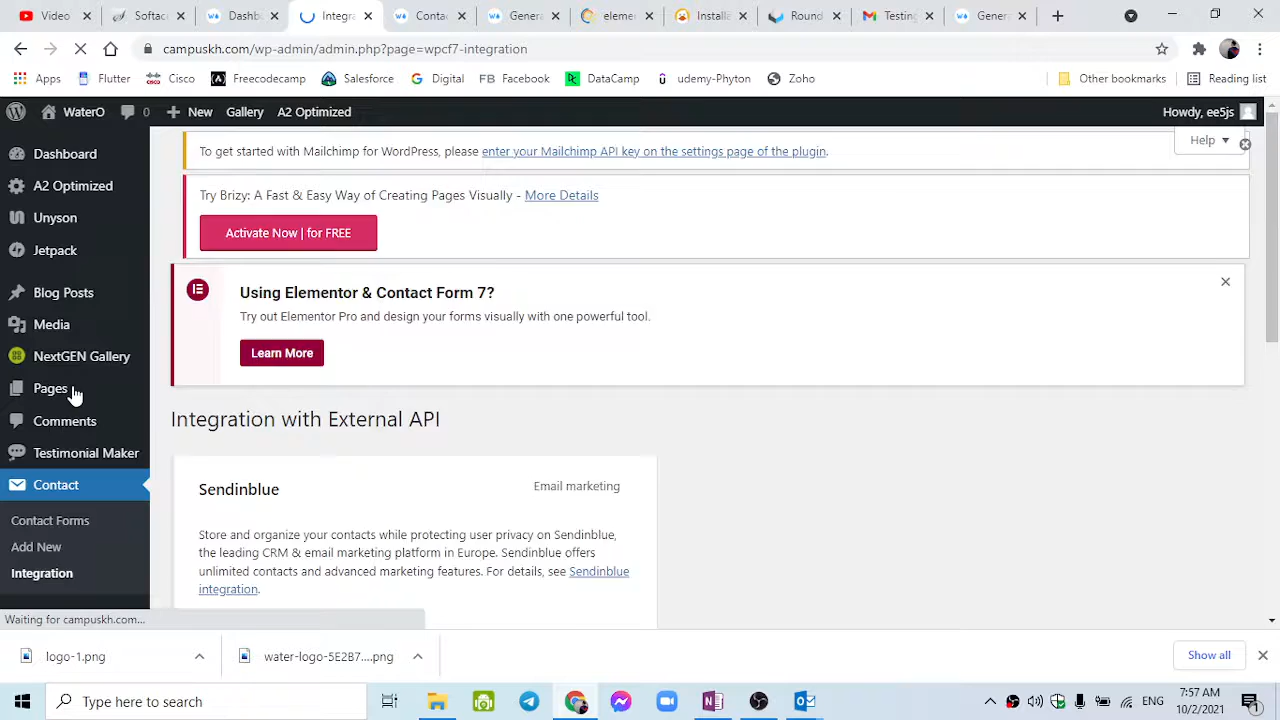 Video
Softac
Dashb
Integra
Contac
Genera
elemen
Installa
Round
Testing
Genera
campuskh.com/wp-admin/admin.php?page=wpcf7-integration
Apps
Flutter
Cisco
Freecodecamp
Salesforce
Digital
FB Facebook
DataCamp
udemy-Phyton
Zoho
Other bookmarks
Reading list
WaterO
0
New
Gallery
A2 Optimized
Howdy, ee5js
Dashboard
A2 Optimized
Unyson
Jetpack
Blog Posts
Media
NextGEN Gallery
Pages
Comments
Testimonial Maker
Contact
Contact Forms
Add New
Integration
Help
To get started with Mailchimp for WordPress, please enter your Mailchimp API key on the settings page of the plugin.
Try Brizy: A Fast & Easy Way of Creating Pages Visually - More Details
Activate Now | for FREE
Using Elementor & Contact Form 7?
Try out Elementor Pro and design your forms visually with one powerful tool.
Learn More
Integration with External API
Sendinblue
Email marketing
Store and organize your contacts while protecting user privacy on Sendinblue,
the leading CRM & email marketing platform in Europe. Sendinblue offers
unlimited contacts and advanced marketing features. For details, see Sendinblue
integration.
Waiting for campuskh.com...
logo-1.png
water-logo-5E2B7....png
Show all
Type here to search
ENG
7:57 AM
10/2/2021